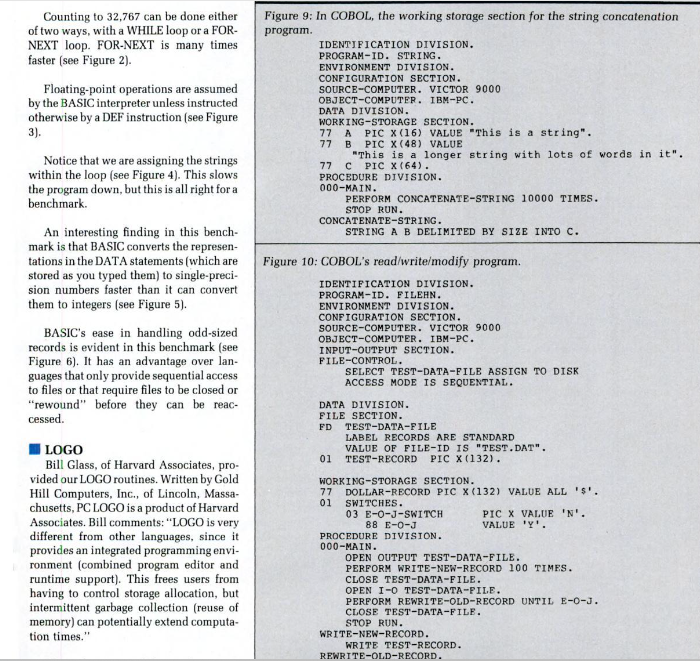 Counting to 32,767 can be done either
of two ways, with a WHILE loop or a FOR-
NEXT loop. FOR-NEXT is many times
faster (see Figure 2).
Floating-point operations are assumed
by the BASIC interpreter unless instructed
otherwise by a DEF instruction (see Figure
3).
Notice that we are assigning the strings
within the loop (see Figure 4). This slows
the program down, but this is all right for a
benchmark.
An interesting finding in this bench-
mark is that BASIC converts the represen-
tations in the DATA statements (which are
stored as you typed them) to single-preci-
sion numbers faster than it can convert
them to integers (see Figure 5).
BASIC's ease in handling odd-sized
records is evident in this benchmark (see
Figure 6). It has an advantage over lan-
guages that only provide sequential access
to files or that require files to be closed or
"rewound" before they can be reac-
cessed.
LOGO
Bill Glass, of Harvard Associates, pro-
vided our LOGO routines. Written by Gold
Hill Computers, Inc., of Lincoln, Massa-
chusetts, PC LOGO is a product of Harvard
Associates. Bill comments: "LOGO is very
different from other languages, since it
provides an integrated programming envi-
ronment (combined program editor and
runtime support). This frees users from
having to control storage allocation, but
intermittent garbage collection (reuse of
memory) can potentially extend computa-
tion times."
Figure 9: In COBOL, the working storage section for the string concatenation
program.
IDENTIFICATION DIVISION.
PROGRAM-ID. STRING.
ENVIRONMENT DIVISION.
CONFIGURATION SECTION.
SOURCE-COMPUTER. VICTOR 9000
OBJECT-COMPUTER. IBM-PC.
DATA DIVISION.
WORKING-STORAGE SECTION.
77 A PIC X(16) VALUE "This is a string".
77 B PIC X(48) VALUE
"This is a longer string with lots of words in it".
77 C PIC X(64).
PROCEDURE DIVISION.
000-MAIN.
PERFORM CONCATENATE-STRING 10000 TIMES.
STOP RUN.
CONCATENATE-STRING.
STRING A B DELIMITED BY SIZE INTO C.
Figure 10: COBOL's read/write/modify program.
IDENTIFICATION DIVISION.
PROGRAM-ID. FILEHN.
ENVIRONMENT DIVISION.
CONFIGURATION SECTION.
SOURCE-COMPUTER. VICTOR 9000
OBJECT-COMPUTER. IBM-PC.
INPUT-OUTPUT SECTION.
FILE-CONTROL.
SELECT TEST-DATA-FILE ASSIGN TO DISK
ACCESS MODE IS SEQUENTIAL.
DATA DIVISION.
FILE SECTION.
FD TEST-DATA-FILE
LABEL RECORDS ARE STANDARD
VALUE OF FILE-ID IS "TEST.DAT".
01 TEST-RECORD PIC X(132).
WORKING-STORAGE SECTION.
77 DOLLAR-RECORD PIC X(132) VALUE ALL '$'.
01 SWITCHES.
03 E-O-J-SWITCH PIC X VALUE 'N'.
88 E-O-J VALUE 'Y'.
PROCEDURE DIVISION.
000-MAIN.
OPEN OUTPUT TEST-DATA-FILE.
PERFORM WRITE-NEW-RECORD 100 TIMES.
CLOSE TEST-DATA-FILE.
OPEN I-O TEST-DATA-FILE.
PERFORM REWRITE-OLD-RECORD UNTIL E-O-J.
CLOSE TEST-DATA-FILE.
STOP RUN.
WRITE-NEW-RECORD.
WRITE TEST-RECORD.
REWRITE-OLD-RECORD.